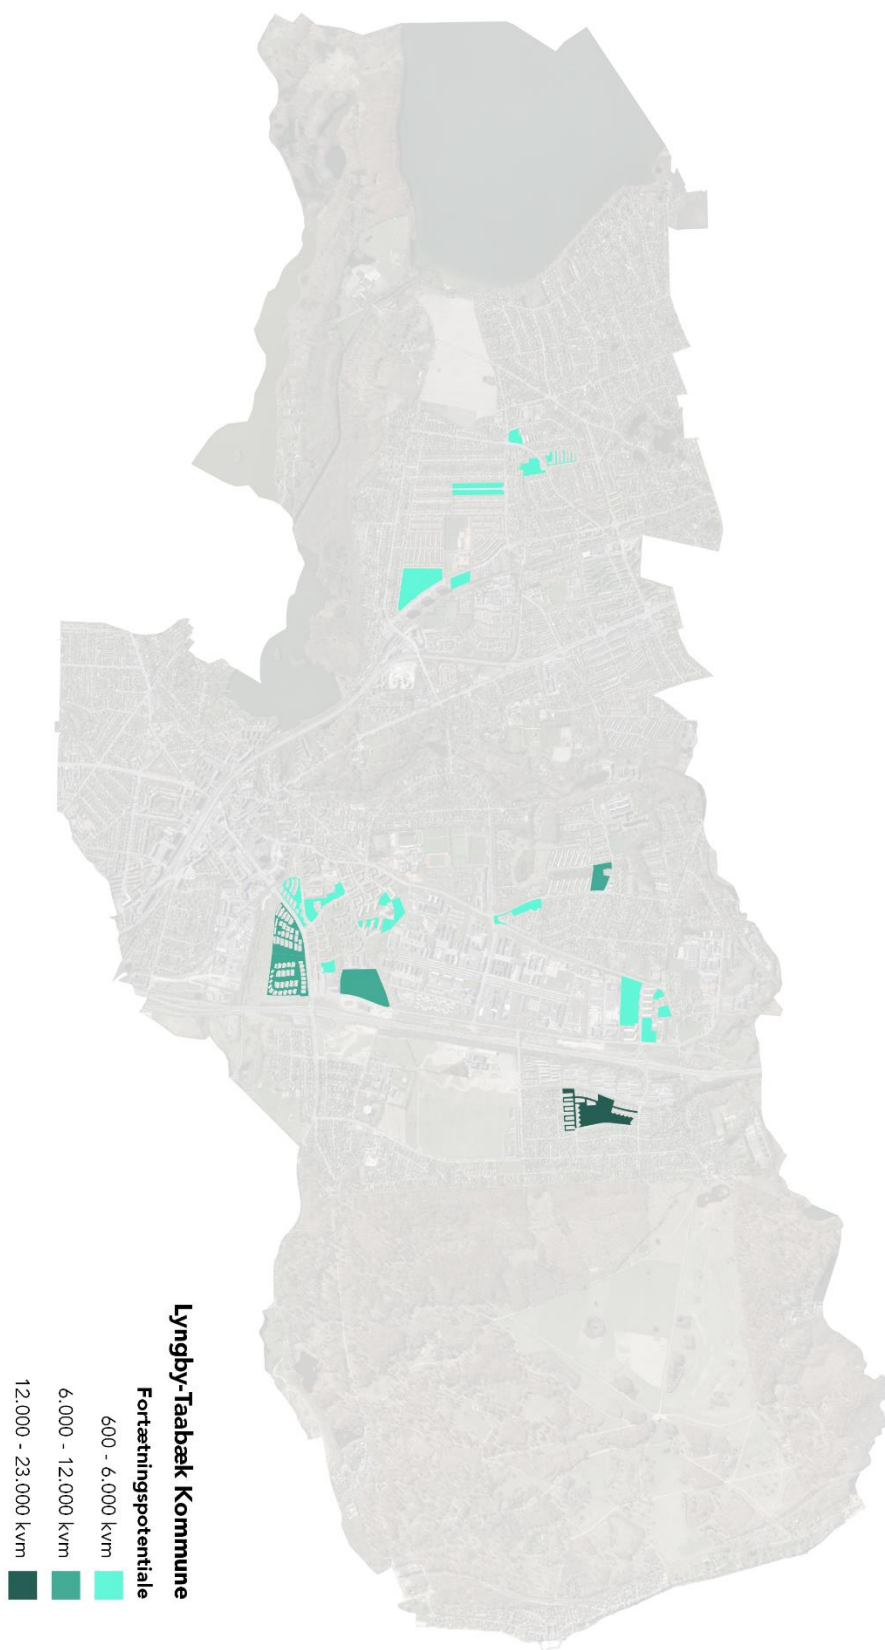 Lyngby-Taabæk Kommune
Fortætningspotentiale
600 - 6.000 kvm
6.000 - 12.000 kvm
12.000 - 23.000 kvm